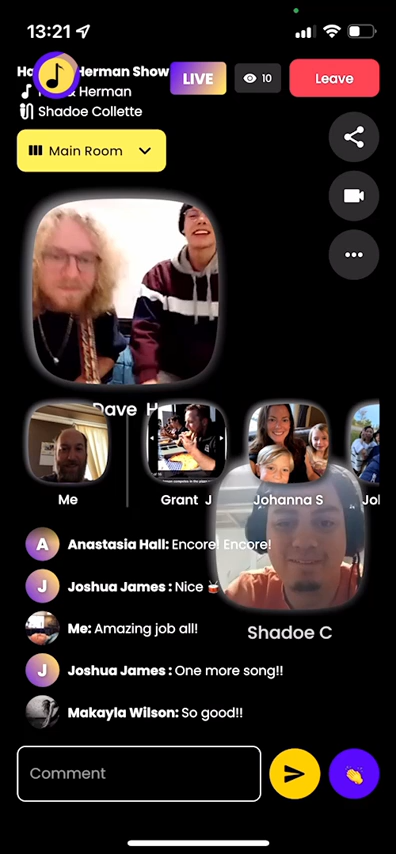 13:21
Herman Show
LIVE
10
Leave
& Herman
Shadoe Collette
Main Room
Dave H
Me
Grant J
Johanna S
Jol
A
Anastasia Hall: Encore! Encore!
J
Joshua James : Nice 🥁
Me: Amazing job all!
Shadoe C
J
Joshua James : One more song!!
Makayla Wilson: So good!!
Comment